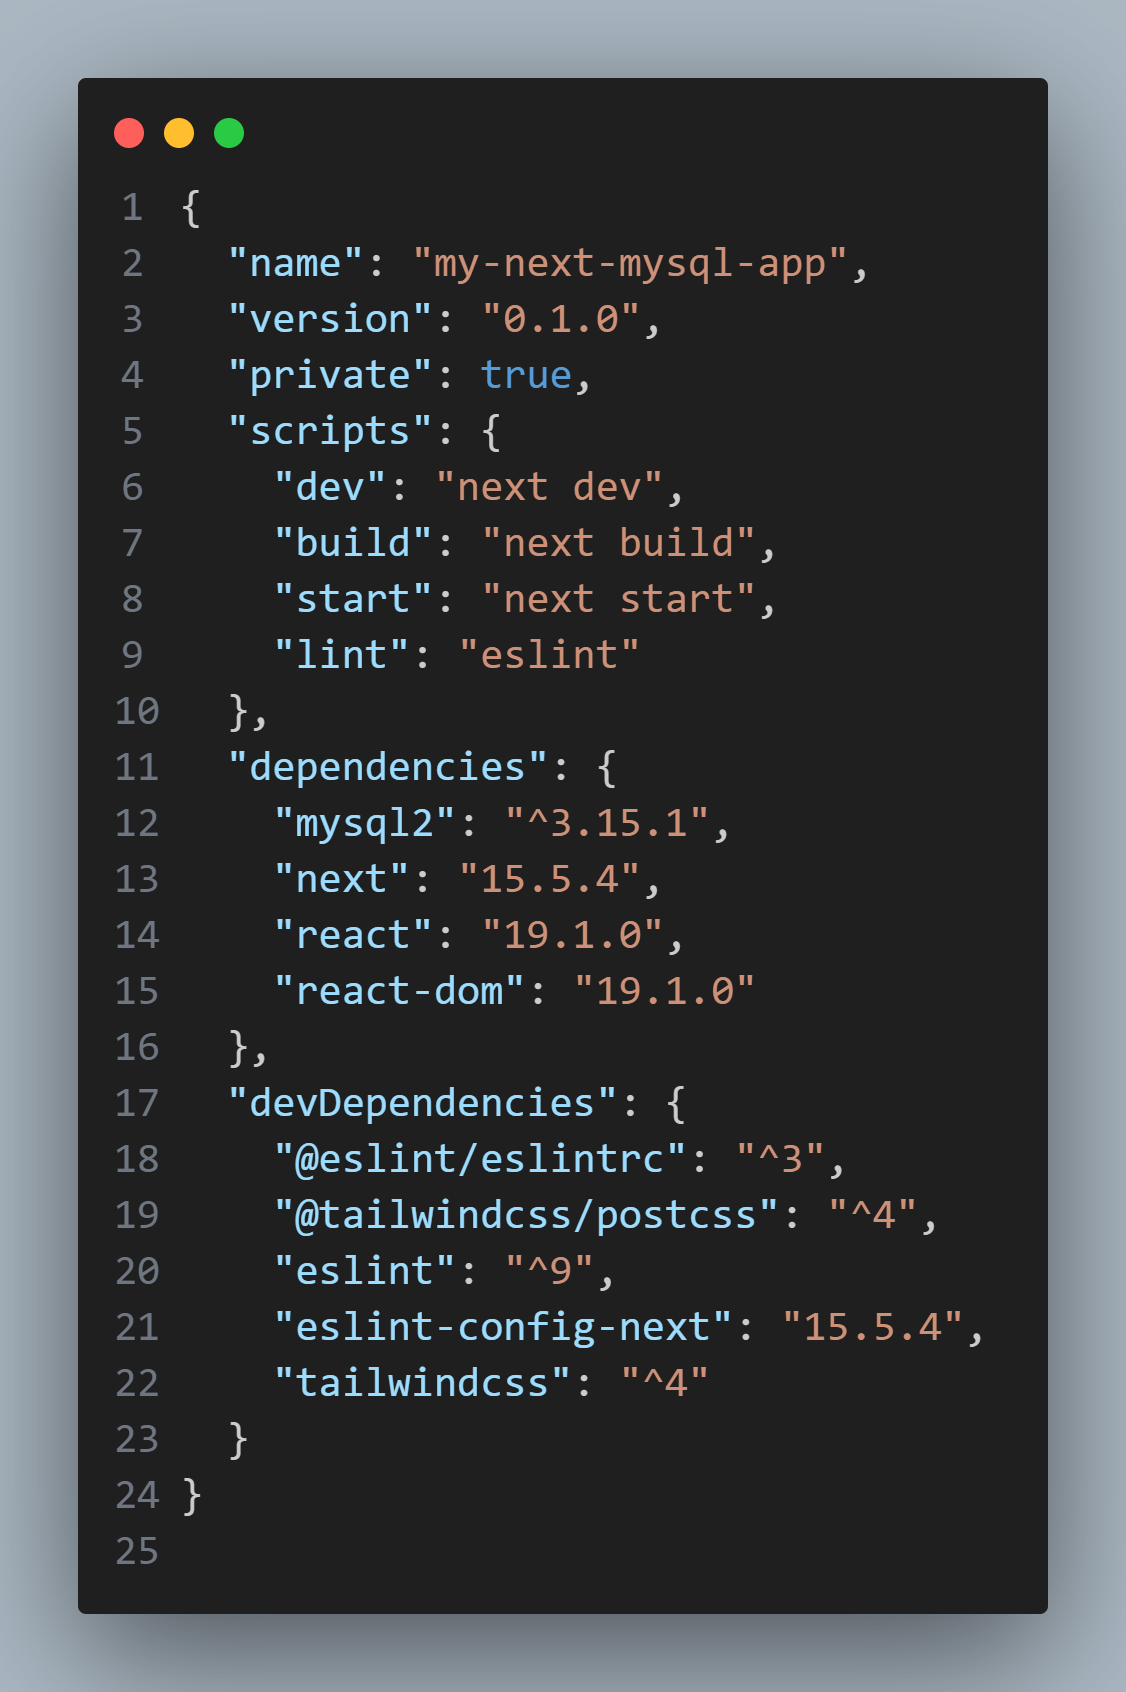 1 {
2   "name": "my-next-mysql-app",
3   "version": "0.1.0",
4   "private": true,
5   "scripts": {
6     "dev": "next dev",
7     "build": "next build",
8     "start": "next start",
9     "lint": "eslint"
10   },
11   "dependencies": {
12     "mysql2": "^3.15.1",
13     "next": "15.5.4",
14     "react": "19.1.0",
15     "react-dom": "19.1.0"
16   },
17   "devDependencies": {
18     "@eslint/eslintrc": "^3",
19     "@tailwindcss/postcss": "^4",
20     "eslint": "^9",
21     "eslint-config-next": "15.5.4",
22     "tailwindcss": "^4"
23   }
24 }
25